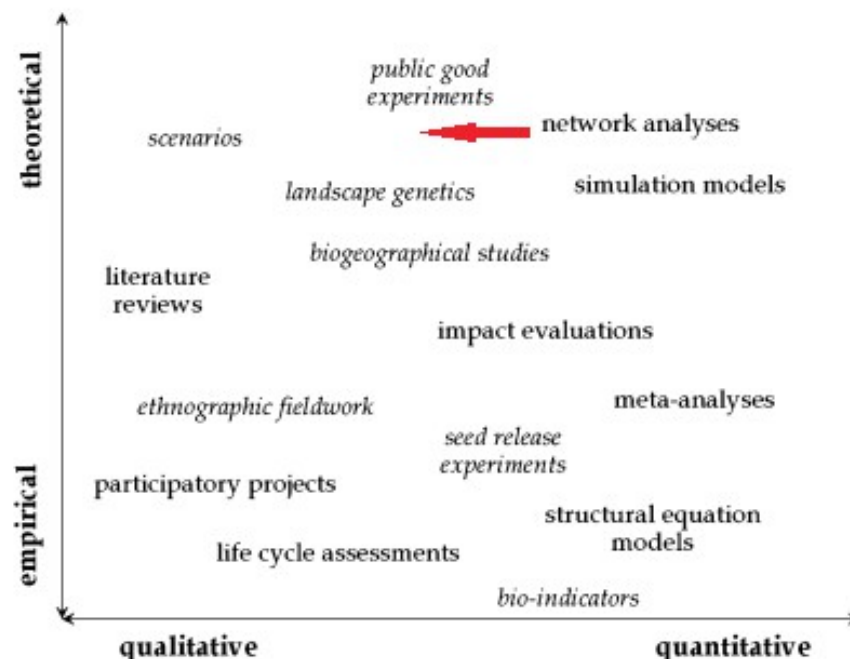 theoretical
public good
experiments
network analyses
scenarios
simulation models
landscape genetics
biogeographical studies
literature
reviews
impact evaluations
meta-analyses
ethnographic fieldwork
seed release
experiments
empirical
participatory projects
structural equation
models
life cycle assessments
bio-indicators
qualitative
quantitative